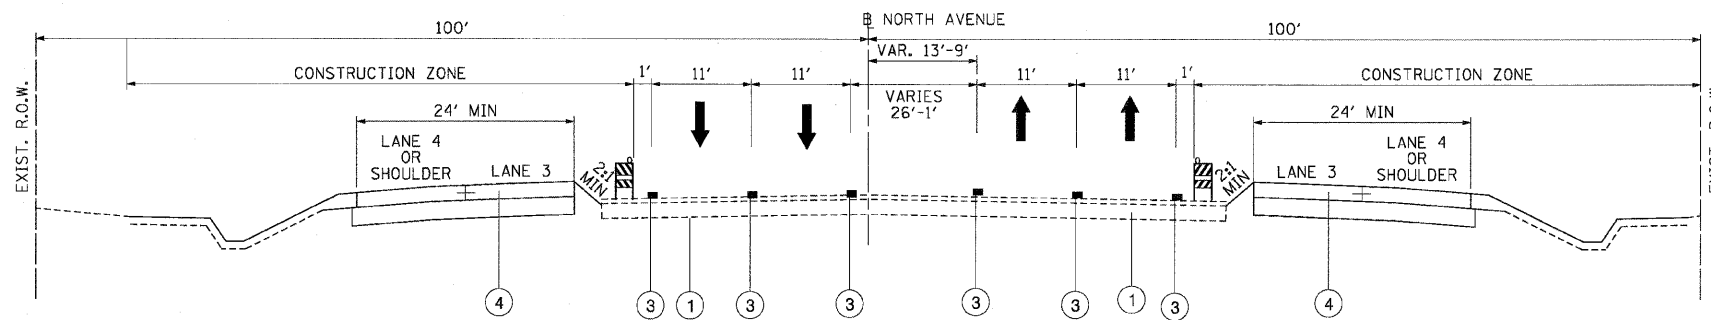 ℄ NORTH AVENUE
100'
100'
VAR. 13'-9'
CONSTRUCTION ZONE
1'
11'
11'
11'
11'
1'
CONSTRUCTION ZONE
VARIES
26'-1'
24' MIN
24' MIN
LANE 4
OR
SHOULDER
LANE 3
2:1
MIN
2:1
MIN
LANE 3
LANE 4
OR
SHOULDER
EXIST. R.O.W.
4
3
1
3
3
3
3
1
3
4